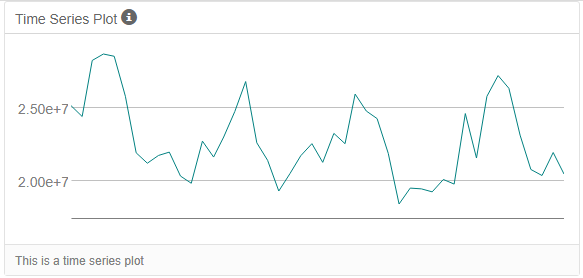 Time Series Plot
2.50e+7
2.00e+7
This is a time series plot